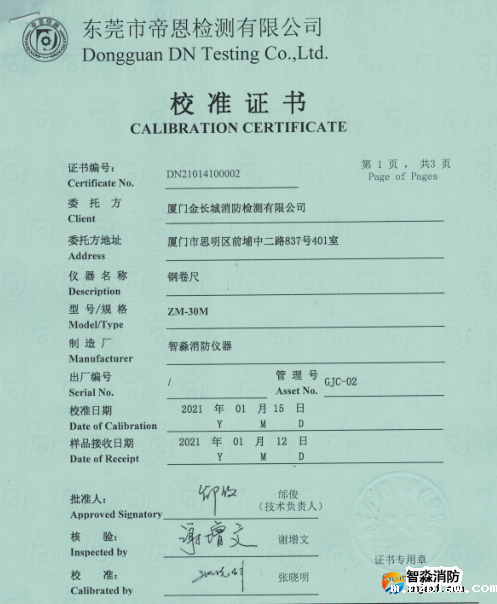 东莞市帝恩检测有限公司
Dongguan DN Testing Co.,Ltd.
校准证书
CALIBRATION CERTIFICATE
证书编号: DN21014100002 第 1 页 , 共3 页
Certificate No. Page of Pages
委托方 厦门金长城消防检测有限公司
Client
委托方地址 厦门市思明区前埔中二路837号401室
Address
仪器名称 钢卷尺
Description
型号/规格 ZM-30M
Model/Type
制造厂 智淼消防仪器
Manufacturer
出厂编号 / 管理号 GJC-02
Serial No. Asset No.
校准日期 2021 年 01 月 15 日
Date of Calibration Y M D
样品接收日期 2021 年 01 月 12 日
Date of Receipt Y M D
批准人: 邰俊
Approved Signatory (技术负责人)
核验: 谢增文 谢增文
Inspected by
校准: 张晓明
Calibrated by
证书专用章
智淼消防